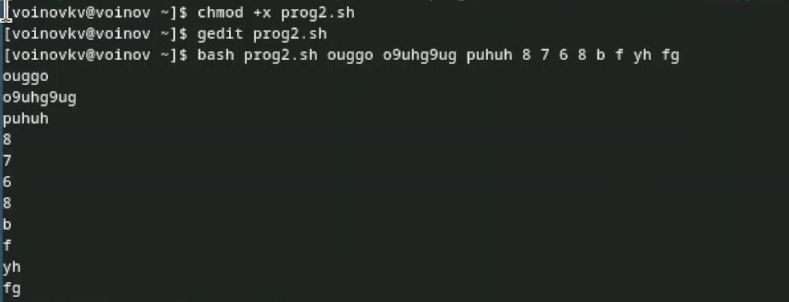 [voinovkv@voinov ~]$ chmod +x prog2.sh
[voinovkv@voinov ~]$ gedit prog2.sh
[voinovkv@voinov ~]$ bash prog2.sh ouggo o9uhg9ug puhuh 8 7 6 8 b f yh fg
ouggo
o9uhg9ug
puhuh
8
7
6
8
b
f
yh
fg